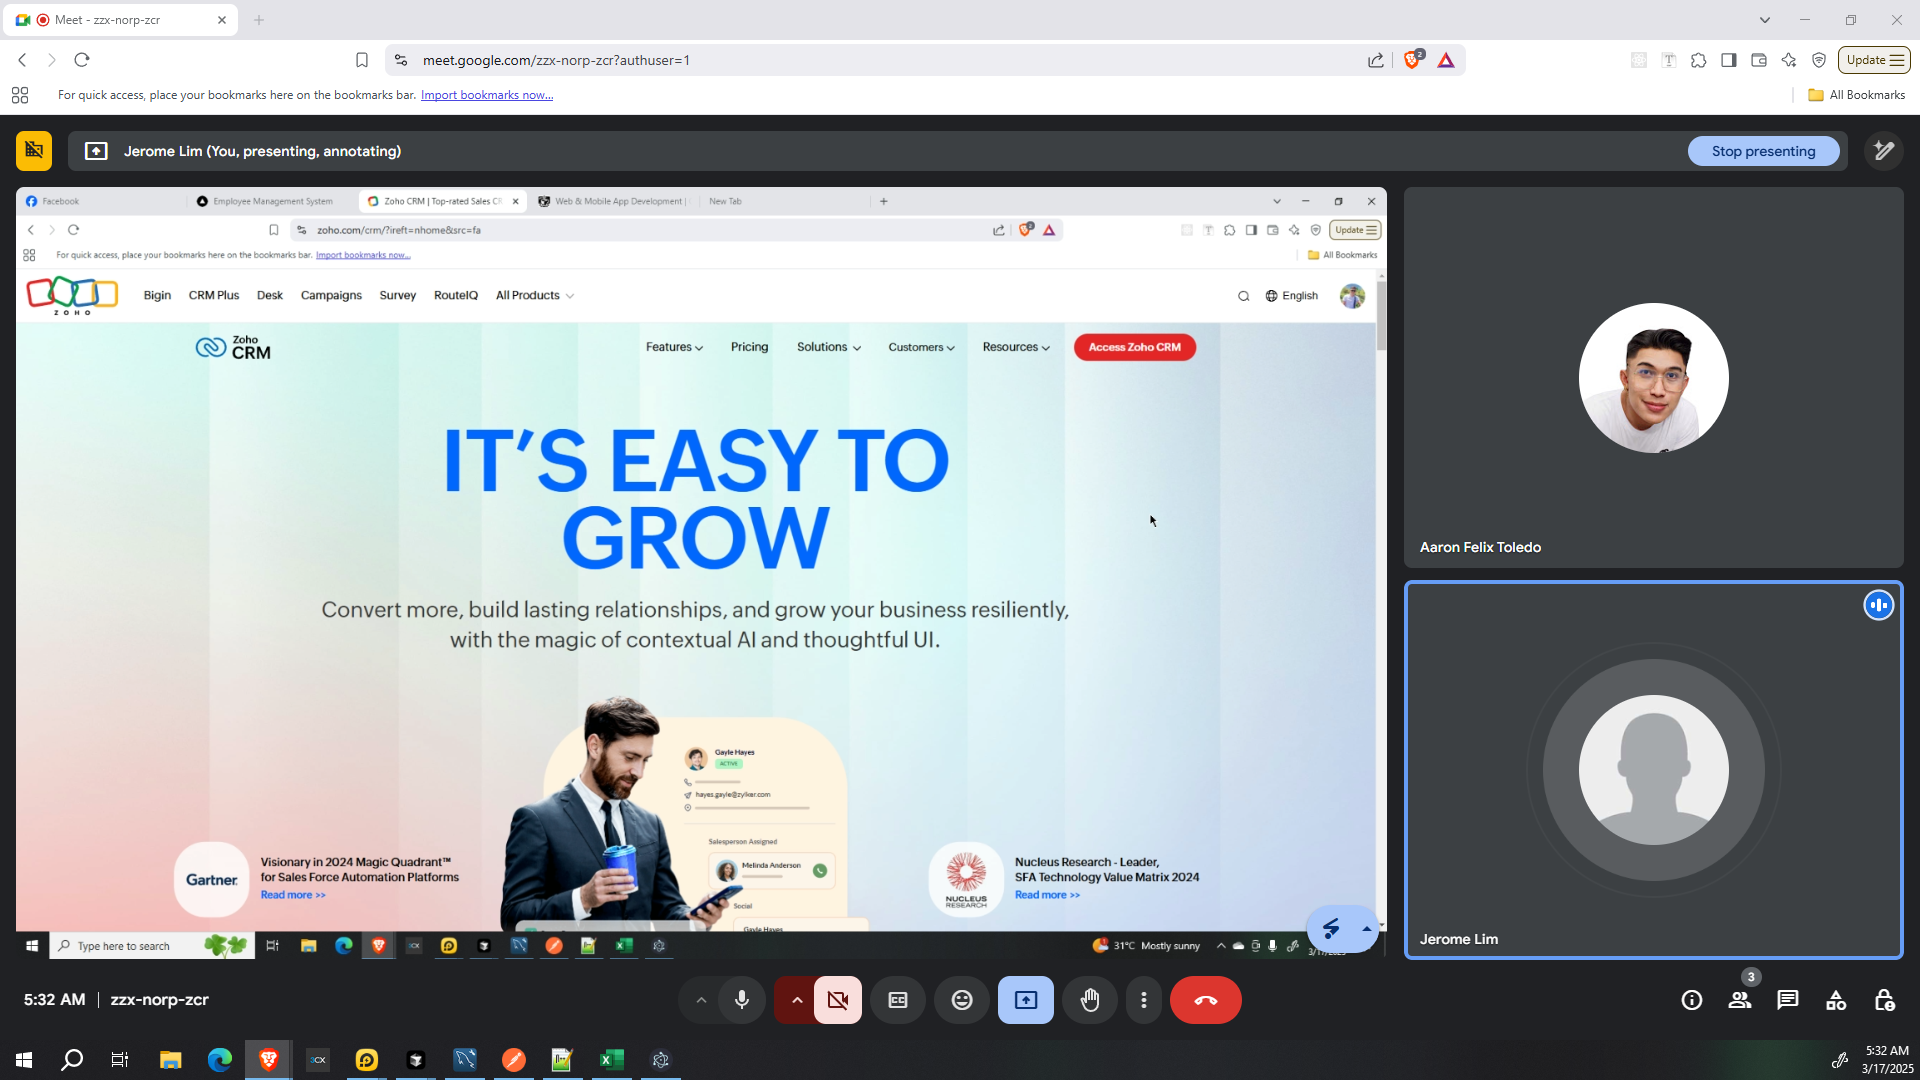 Meet - zzx-norp-zcr
meet.google.com/zzx-norp-zcr?authuser=1
2
Update
For quick access, place your bookmarks here on the bookmarks bar. Import bookmarks now...
All Bookmarks
Jerome Lim (You, presenting, annotating)
Stop presenting
Facebook
Employee Management System
Zoho CRM | Top-rated Sales CR
Web & Mobile App Development |
New Tab
zoho.com/crm/?ireft=nhome&src=fa
Update
For quick access, place your bookmarks here on the bookmarks bar. Import bookmarks now...
All Bookmarks
ZOHO
Bigin
CRM Plus
Desk
Campaigns
Survey
RouteIQ
All Products
English
Zoho
CRM
Features
Pricing
Solutions
Customers
Resources
Access Zoho CRM
IT'S EASY TO
GROW
Convert more, build lasting relationships, and grow your business resiliently,
with the magic of contextual AI and thoughtful UI.
Gayle Hayes
ACTIVE
hayes.gayle@zylker.com
Salesperson Assigned
Melinda Anderson
Social
Gayle Hayes
Gartner
Visionary in 2024 Magic Quadrant™
for Sales Force Automation Platforms
Read more >>
NUCLEUS
RESEARCH
Nucleus Research - Leader,
SFA Technology Value Matrix 2024
Read more >>
Type here to search
31°C Mostly sunny
Aaron Felix Toledo
Jerome Lim
5:32 AM | zzx-norp-zcr
3
5:32 AM
3/17/2025